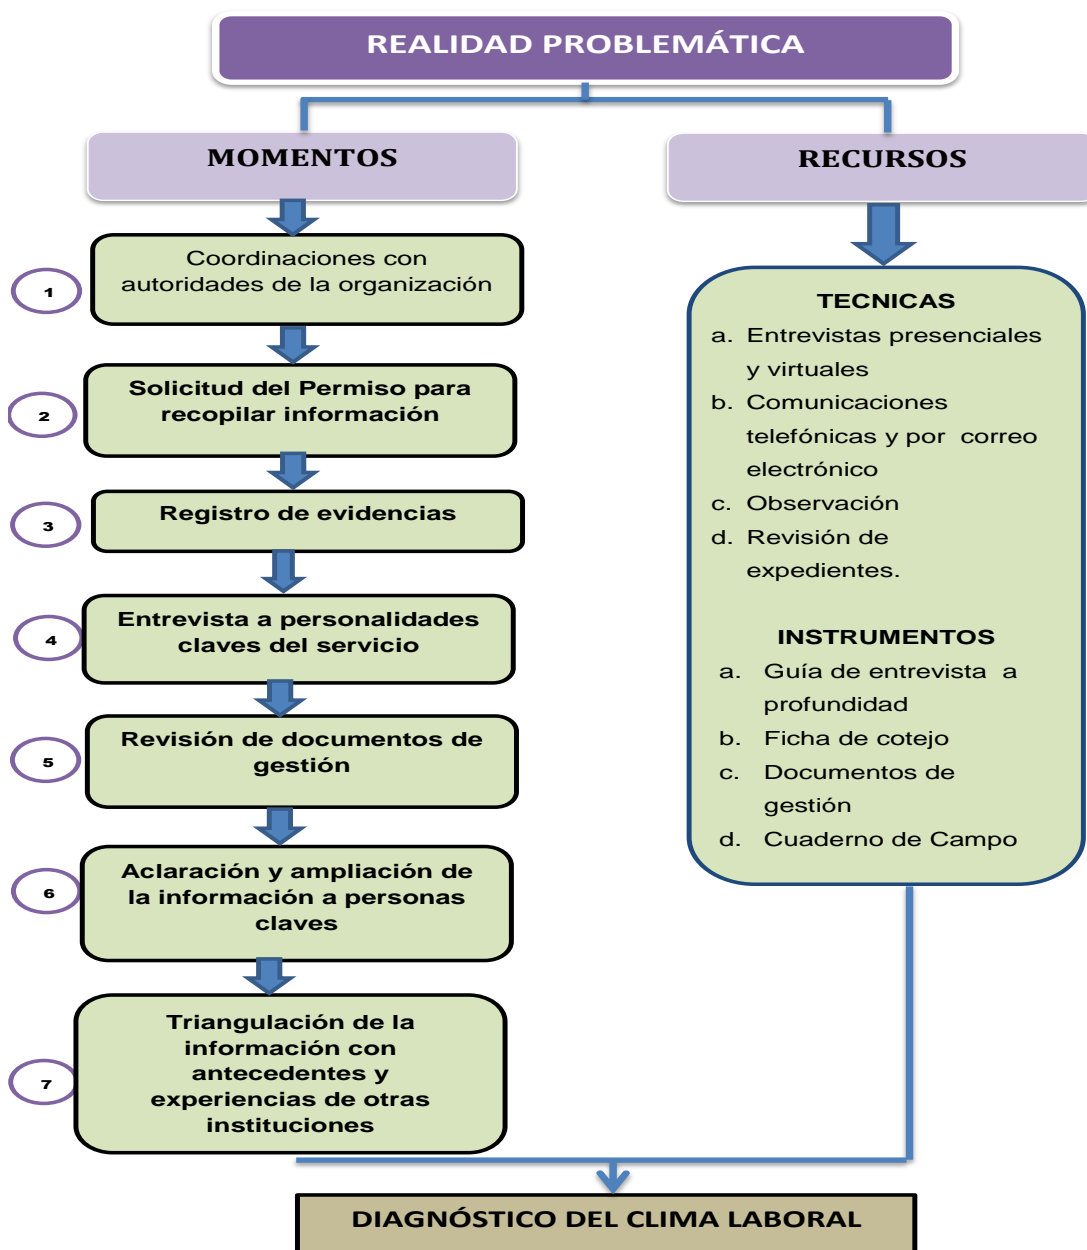 REALIDAD PROBLEMÁTICA
MOMENTOS
RECURSOS
1
Coordinaciones con
autoridades de la organización
2
Solicitud del Permiso para
recopilar información
3
Registro de evidencias
4
Entrevista a personalidades
claves del servicio
5
Revisión de documentos de
gestión
6
Aclaración y ampliación de
la información a personas
claves
7
Triangulación de la
información con
antecedentes y
experiencias de otras
instituciones
TECNICAS
a. Entrevistas presenciales
y virtuales
b. Comunicaciones
telefónicas y por correo
electrónico
c. Observación
d. Revisión de
expedientes.
INSTRUMENTOS
a. Guía de entrevista a
profundidad
b. Ficha de cotejo
c. Documentos de
gestión
d. Cuaderno de Campo
DIAGNÓSTICO DEL CLIMA LABORAL